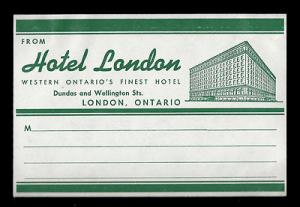 FROM
Hotel London
WESTERN ONTARIO'S FINEST HOTEL
Dundas and Wellington Sts.
LONDON, ONTARIO
M